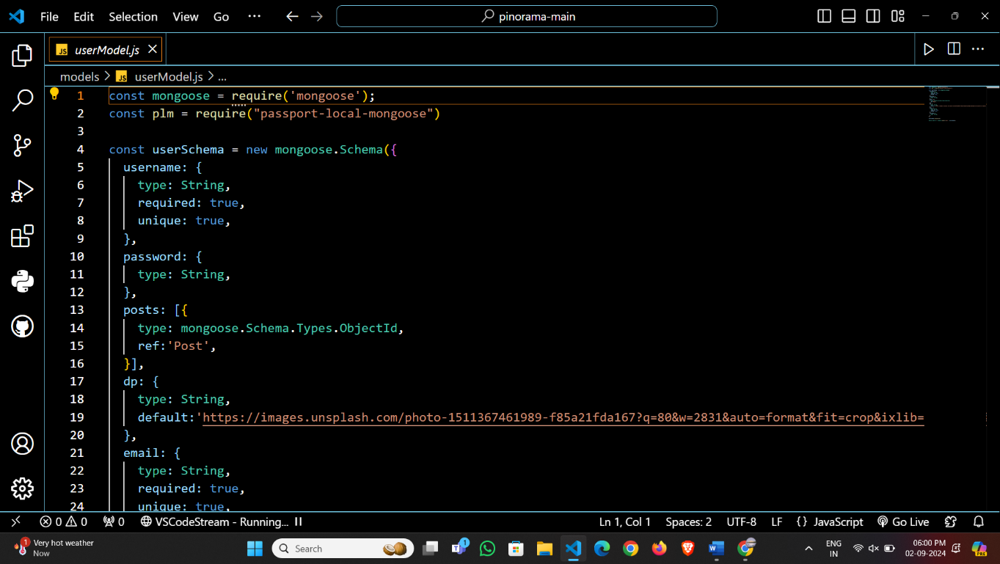 File Edit Selection View Go ··· pinorama-main
JS userModel.js
models > JS userModel.js > ...
1 const mongoose = require('mongoose');
2 const plm = require("passport-local-mongoose")
3
4 const userSchema = new mongoose.Schema({
5 username: {
6 type: String,
7 required: true,
8 unique: true,
9 },
10 password: {
11 type: String,
12 },
13 posts: [{
14 type: mongoose.Schema.Types.ObjectId,
15 ref:'Post',
16 }],
17 dp: {
18 type: String,
19 default:'https://images.unsplash.com/photo-1511367461989-f85a21fda167?q=80&w=2831&auto=format&fit=crop&ixlib=
20 },
21 email: {
22 type: String,
23 required: true,
24 unique: true,
0 0 0 VSCodeStream - Running... Ln 1, Col 1 Spaces: 2 UTF-8 LF {} JavaScript Go Live
1 Very hot weather
Now
Search
1
W
PRE
ENG
IN
06:00 PM
02-09-2024